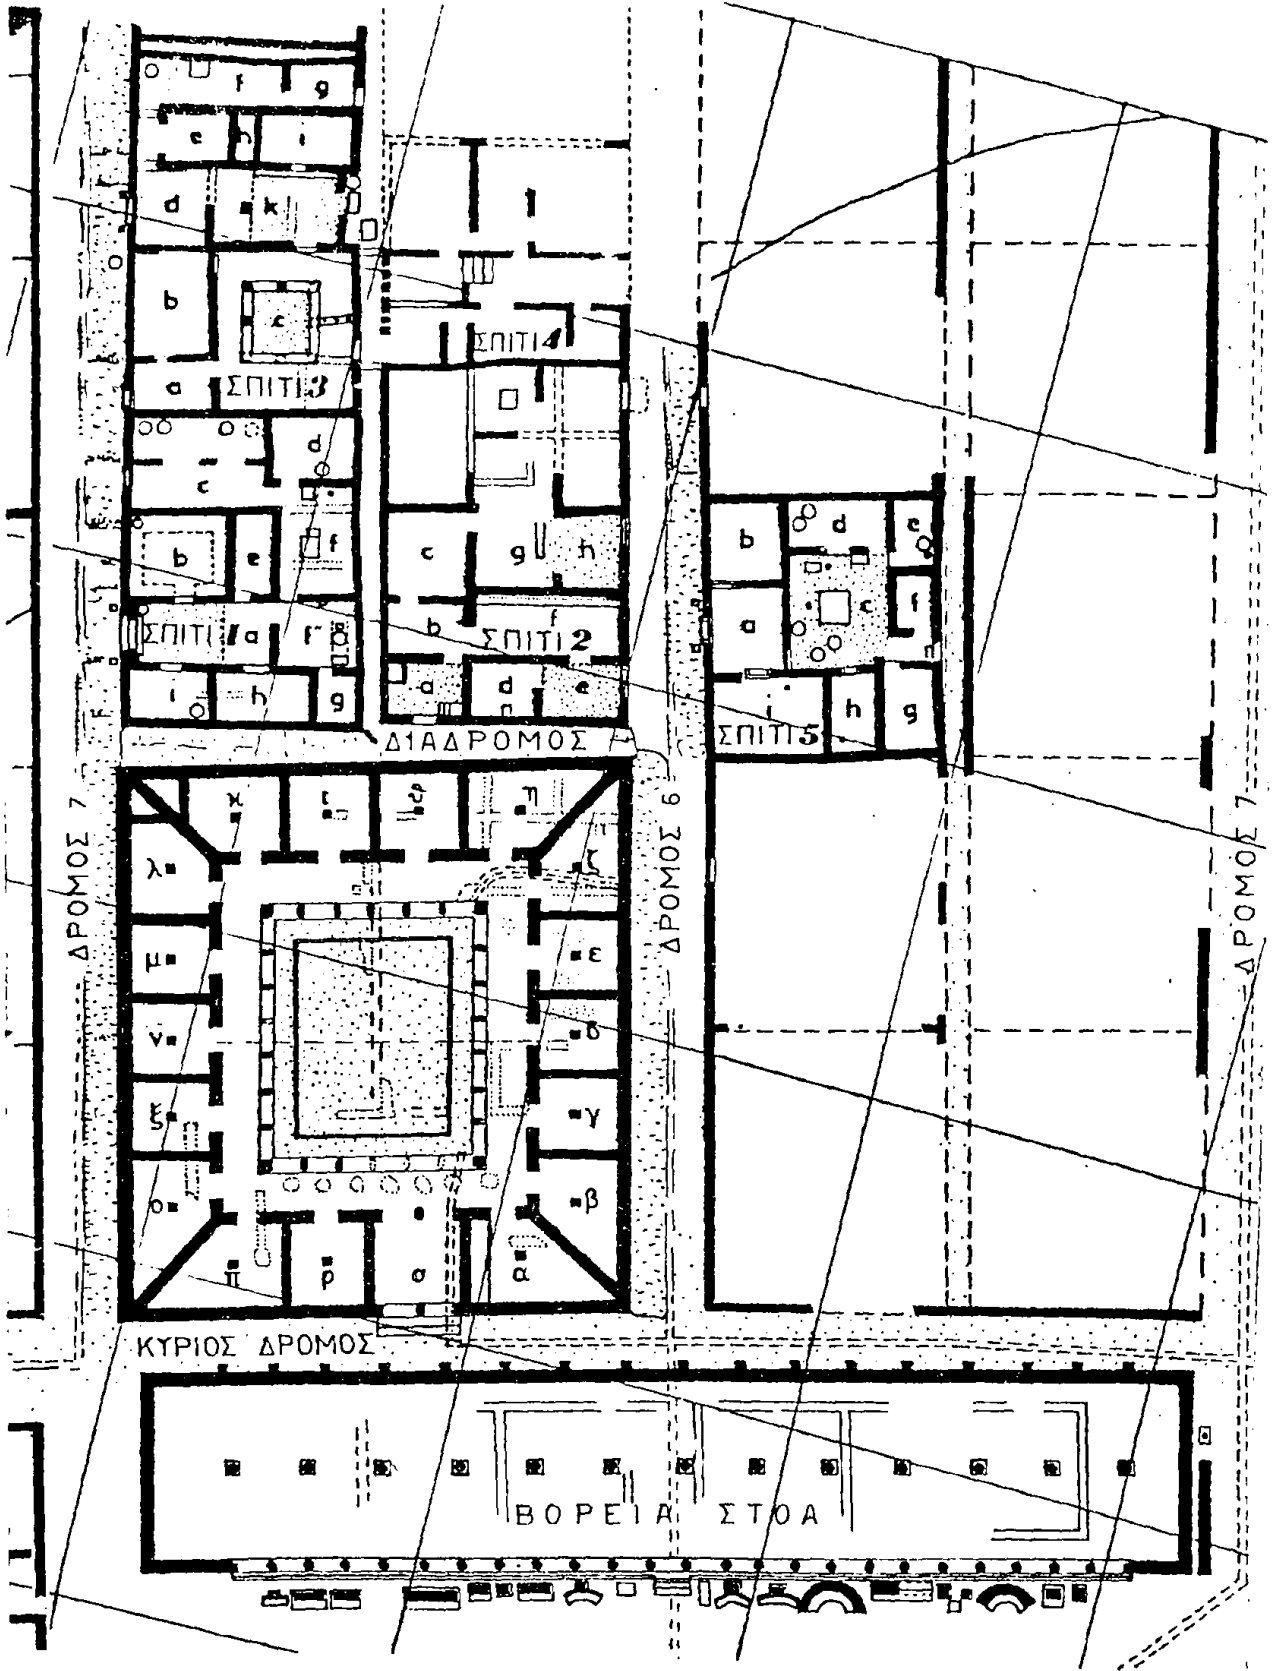 f g
e h i
d k
b
c
ΣΠΙΤΙ 4
a ΣΠΙΤΙ 3
d
c
b e f
c g h
b d e
ΣΠΙΤΙ 1 a f''
b f
ΣΠΙΤΙ 2
a c f
i h g
a d e
i h g
ΣΠΙΤΙ 5
ΔΙΑΔΡΟΜΟΣ
ΔΡΟΜΟΣ 7
ΔΡΟΜΟΣ 6
ΔΡΟΜΟΣ 7
κ ι θ η
λ ζ
μ ε
ν δ
ξ γ
ο β
π ρ σ α
ΚΥΡΙΟΣ ΔΡΟΜΟΣ
ΒΟΡΕΙΑ ΣΤΟΑ